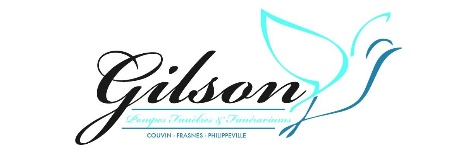 Gilson
Pompes Funèbres & Funérariums
COUVIN - FRASNES - PHILIPPEVILLE